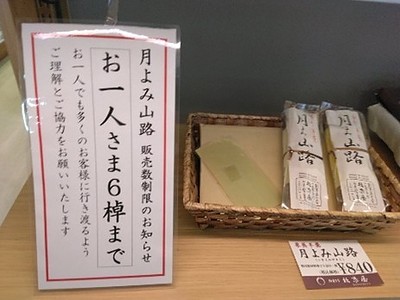 月よみ山路 販売数制限のお知らせ
お一人さま6棹まで
お一人でも多くのお客様に行き渡るよう
ご理解とご協力をお願いいたします
月よみ山路
月よみ山路
月よみ山路
¥840